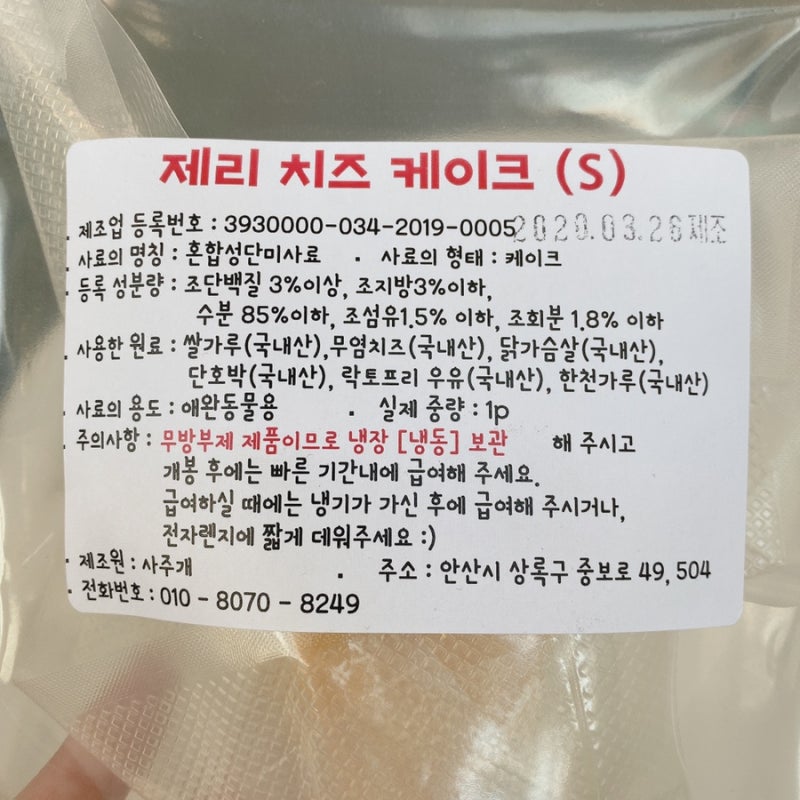 제리 치즈 케이크 (S)
. 제조업 등록번호 : 3930000-034-2019-0005 2020.03.26제조
. 사료의 명칭 : 혼합성단미사료 . 사료의 형태 : 케이크
. 등록 성분량 : 조단백질 3%이상, 조지방3%이하,
수분 85%이하, 조섬유1.5% 이하, 조회분 1.8% 이하
. 사용한 원료 : 쌀가루(국내산),무염치즈(국내산), 닭가슴살(국내산),
단호박(국내산), 락토프리 우유(국내산), 한천가루(국내산)
. 사료의 용도 : 애완동물용 . 실제 중량 : 1p
. 주의사항 : 무방부제 제품이므로 냉장 [냉동] 보관 해 주시고
개봉 후에는 빠른 기간내에 급여해 주세요.
급여하실 때에는 냉기가 가신 후에 급여해 주시거나,
전자렌지에 짧게 데워주세요 :)
. 제조원 : 사주개 . 주소 : 안산시 상록구 중보로 49, 504
. 전화번호 : 010 - 8070 - 8249